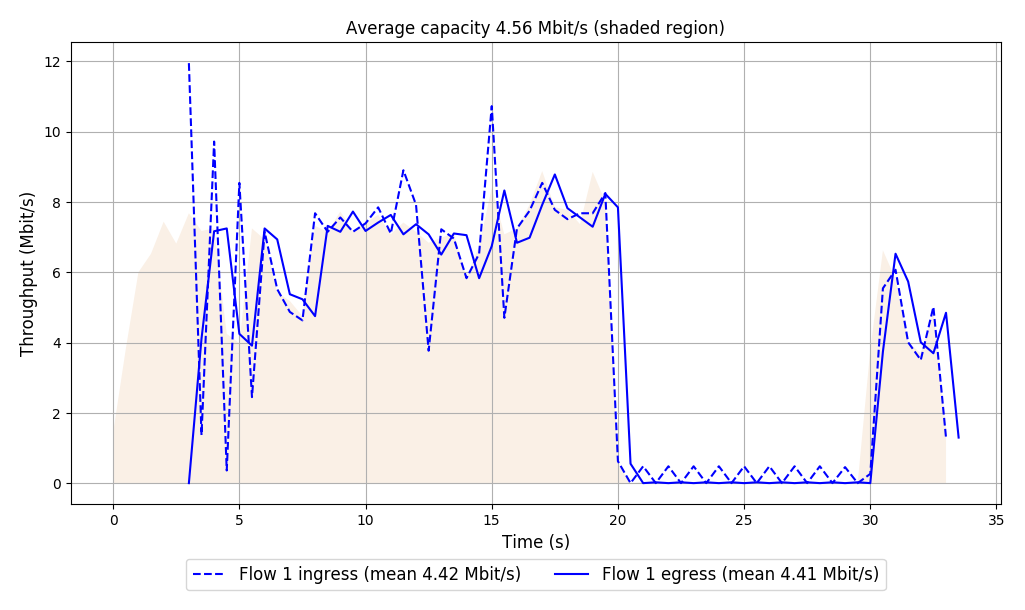 Average capacity 4.56 Mbit/s (shaded region)
Throughput (Mbit/s)
12
10
8
6
4
2
0
0 5 10 15 20 25 30 35
Time (s)
Flow 1 ingress (mean 4.42 Mbit/s) Flow 1 egress (mean 4.41 Mbit/s)